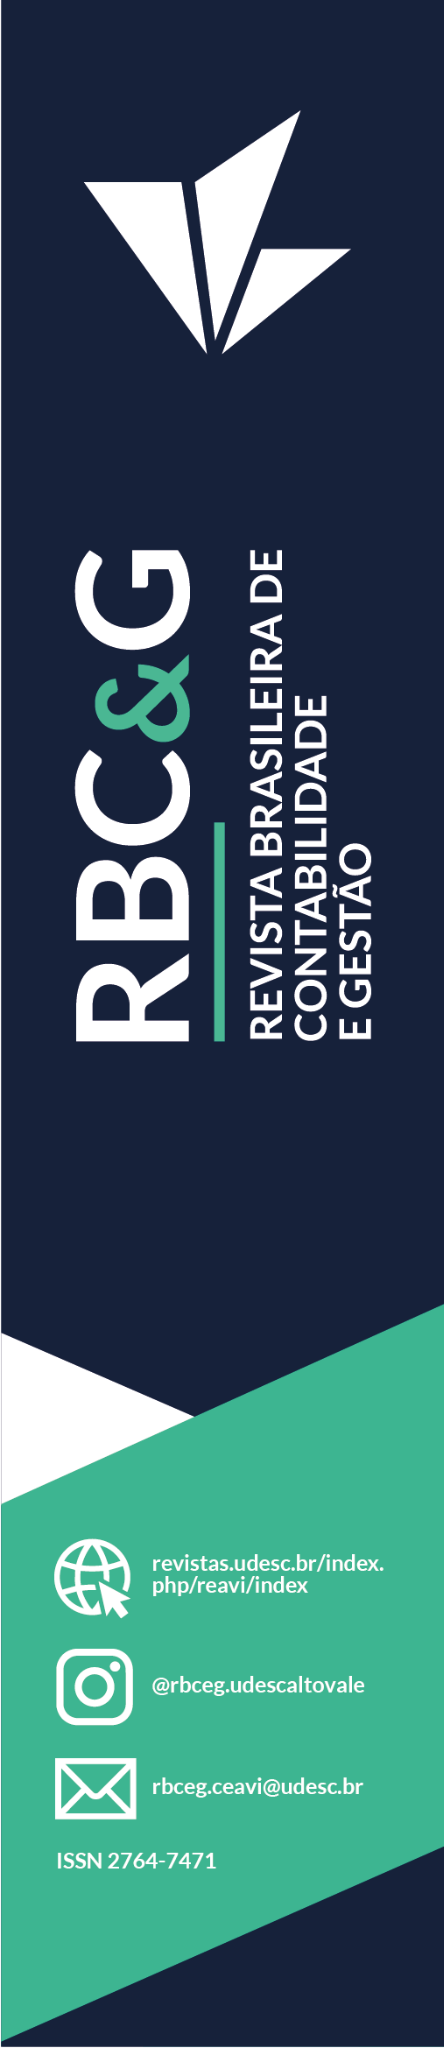 RBC&G
REVISTA BRASILEIRA DE
CONTABILIDADE
E GESTÃO
revistas.udesc.br/index.
php/reavi/index
@rbceg.udescaltovale
rbceg.ceavi@udesc.br
ISSN 2764-7471